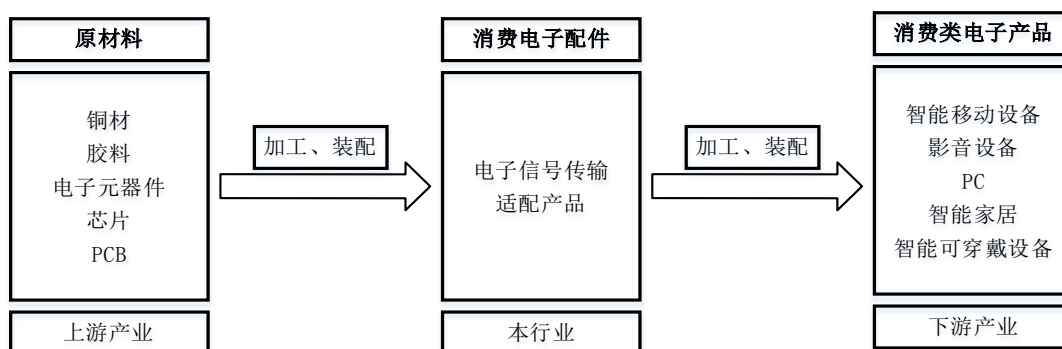 原材料
铜材
胶料
电子元器件
芯片
PCB
上游产业
加工、装配
消费电子配件
电子信号传输
适配产品
本行业
加工、装配
消费类电子产品
智能移动设备
影音设备
PC
智能家居
智能可穿戴设备
下游产业